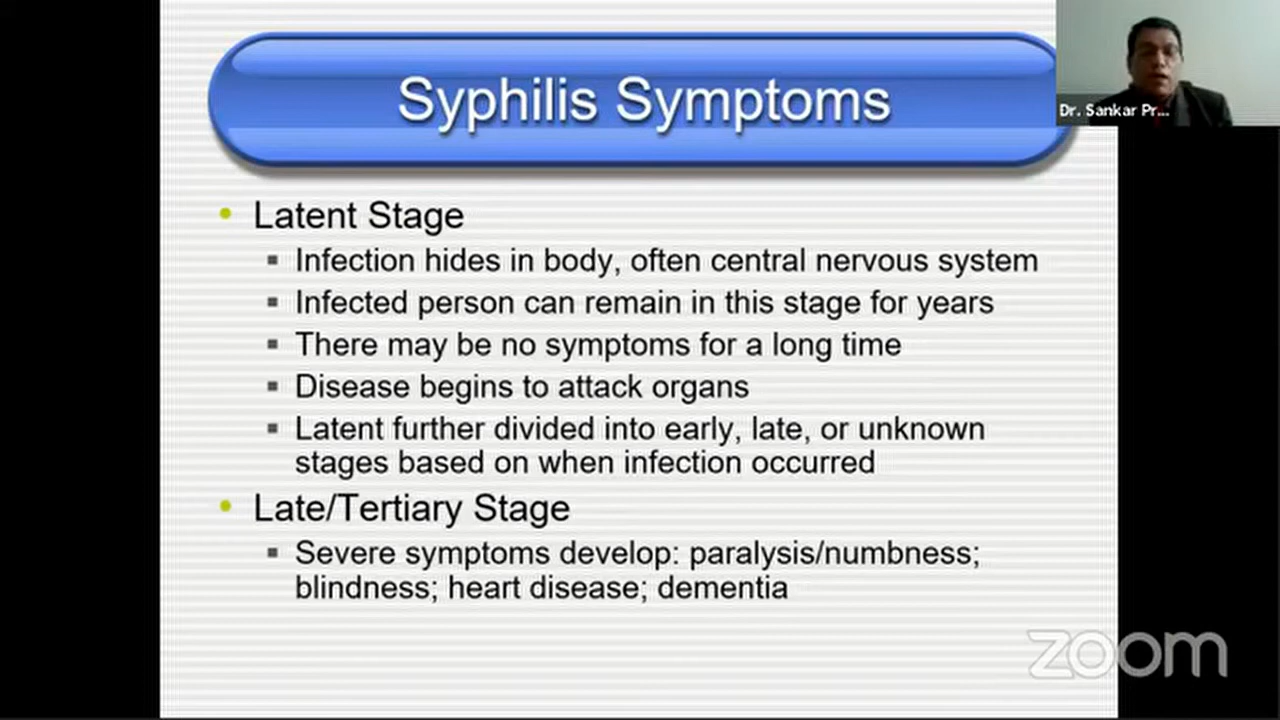 Syphilis Symptoms
Dr. Sankar Pr...
• Latent Stage
▪ Infection hides in body, often central nervous system
▪ Infected person can remain in this stage for years
▪ There may be no symptoms for a long time
▪ Disease begins to attack organs
▪ Latent further divided into early, late, or unknown
stages based on when infection occurred
• Late/Tertiary Stage
▪ Severe symptoms develop: paralysis/numbness;
blindness; heart disease; dementia
zoom